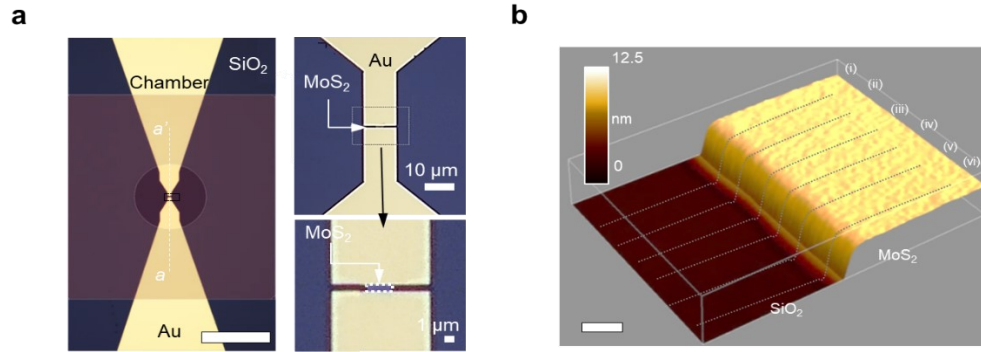 a
Chamber
SiO₂
a'
a
Au
Au
MoS₂
10 µm
MoS₂
1 µm
b
12.5
nm
0
(i)
(ii)
(iii)
(iv)
(v)
(vi)
MoS₂
SiO₂